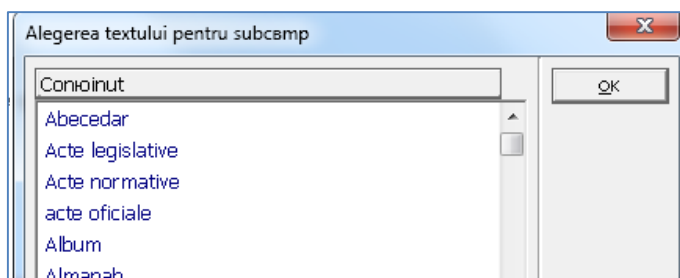 Alegerea textului pentru subcвmp
Conюinut
OK
Abecedar
Acte legislative
Acte normative
acte oficiale
Album
Almanah